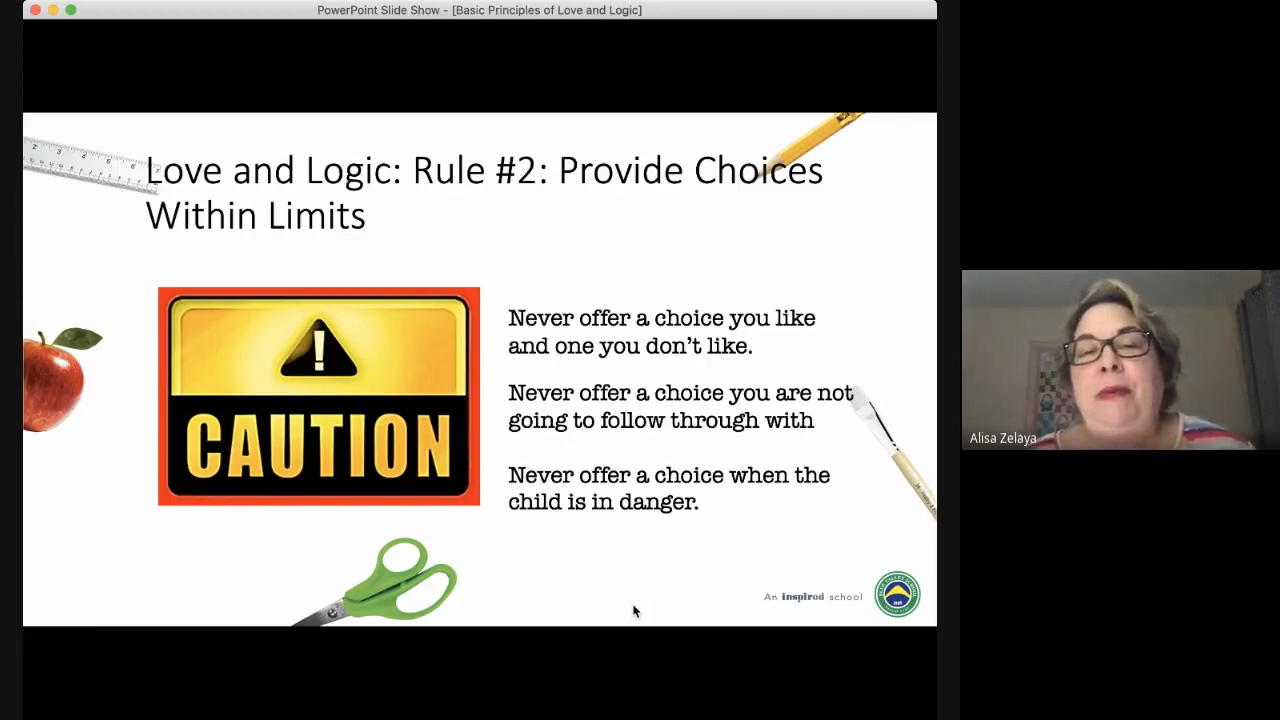 PowerPoint Slide Show - [Basic Principles of Love and Logic]
Love and Logic: Rule #2: Provide Choices
Within Limits
CAUTION
Never offer a choice you like
and one you don’t like.
Never offer a choice you are not
going to follow through with
Never offer a choice when the
child is in danger.
An inspired school
Alisa Zelaya